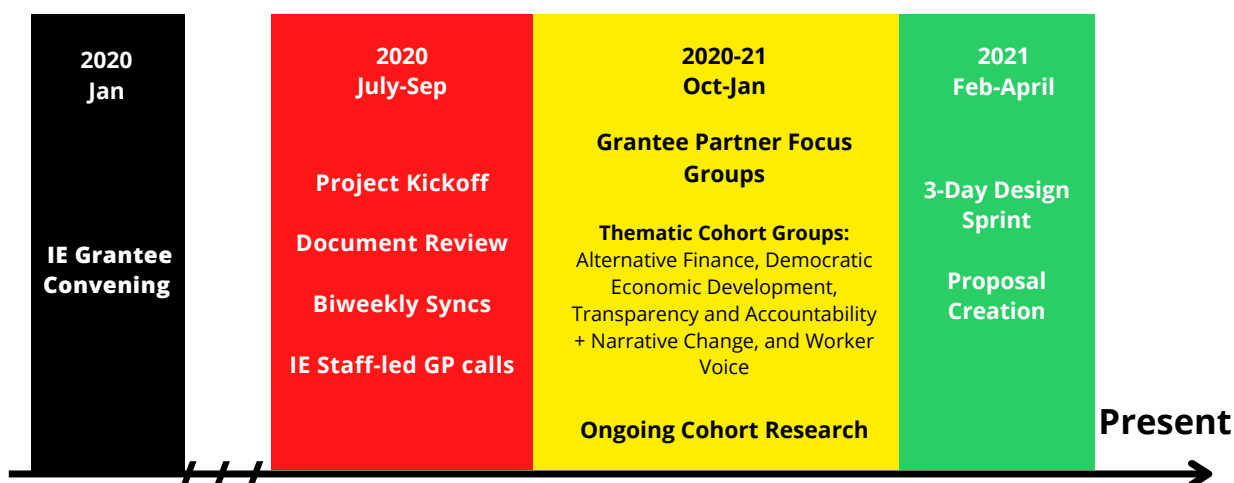 2020
Jan
IE Grantee
Convening
2020
July-Sep
Project Kickoff
Document Review
Biweekly Syncs
IE Staff-led GP calls
2020-21
Oct-Jan
Grantee Partner Focus
Groups
Thematic Cohort Groups:
Alternative Finance, Democratic
Economic Development,
Transparency and Accountability
+ Narrative Change, and Worker
Voice
Ongoing Cohort Research
2021
Feb-April
3-Day Design
Sprint
Proposal
Creation
Present